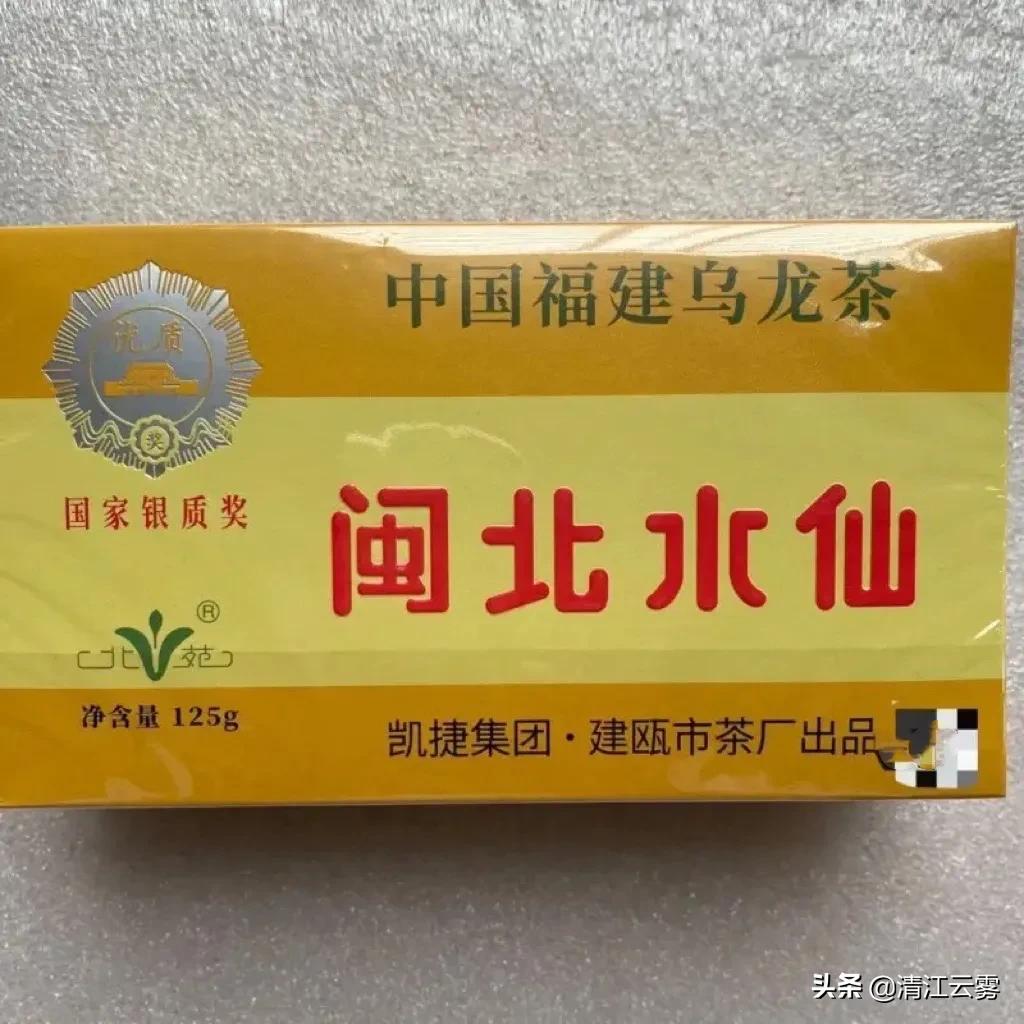 中国福建乌龙茶
优质
奖
国家银质奖
闽北水仙
北苑®
净含量 125g
凯捷集团·建瓯市茶厂出品
头条 @清江云雾